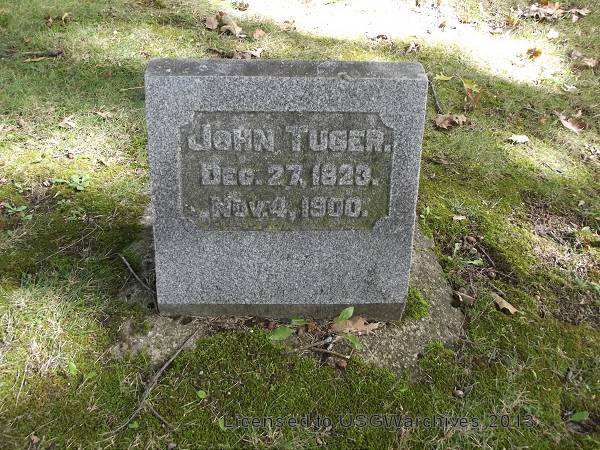 JOHN TUGER.
DEC. 27, 1823.
NOV. 4, 1900.
Licensed to USGWarchives, 2013